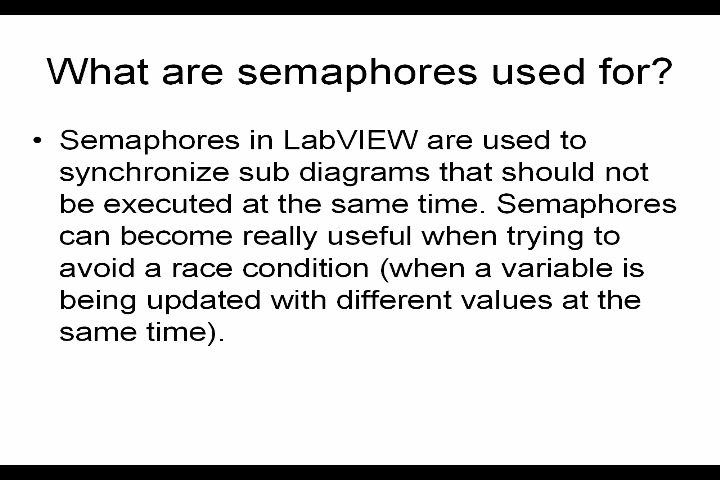 What are semaphores used for?
• Semaphores in LabVIEW are used to
synchronize sub diagrams that should not
be executed at the same time. Semaphores
can become really useful when trying to
avoid a race condition (when a variable is
being updated with different values at the
same time).